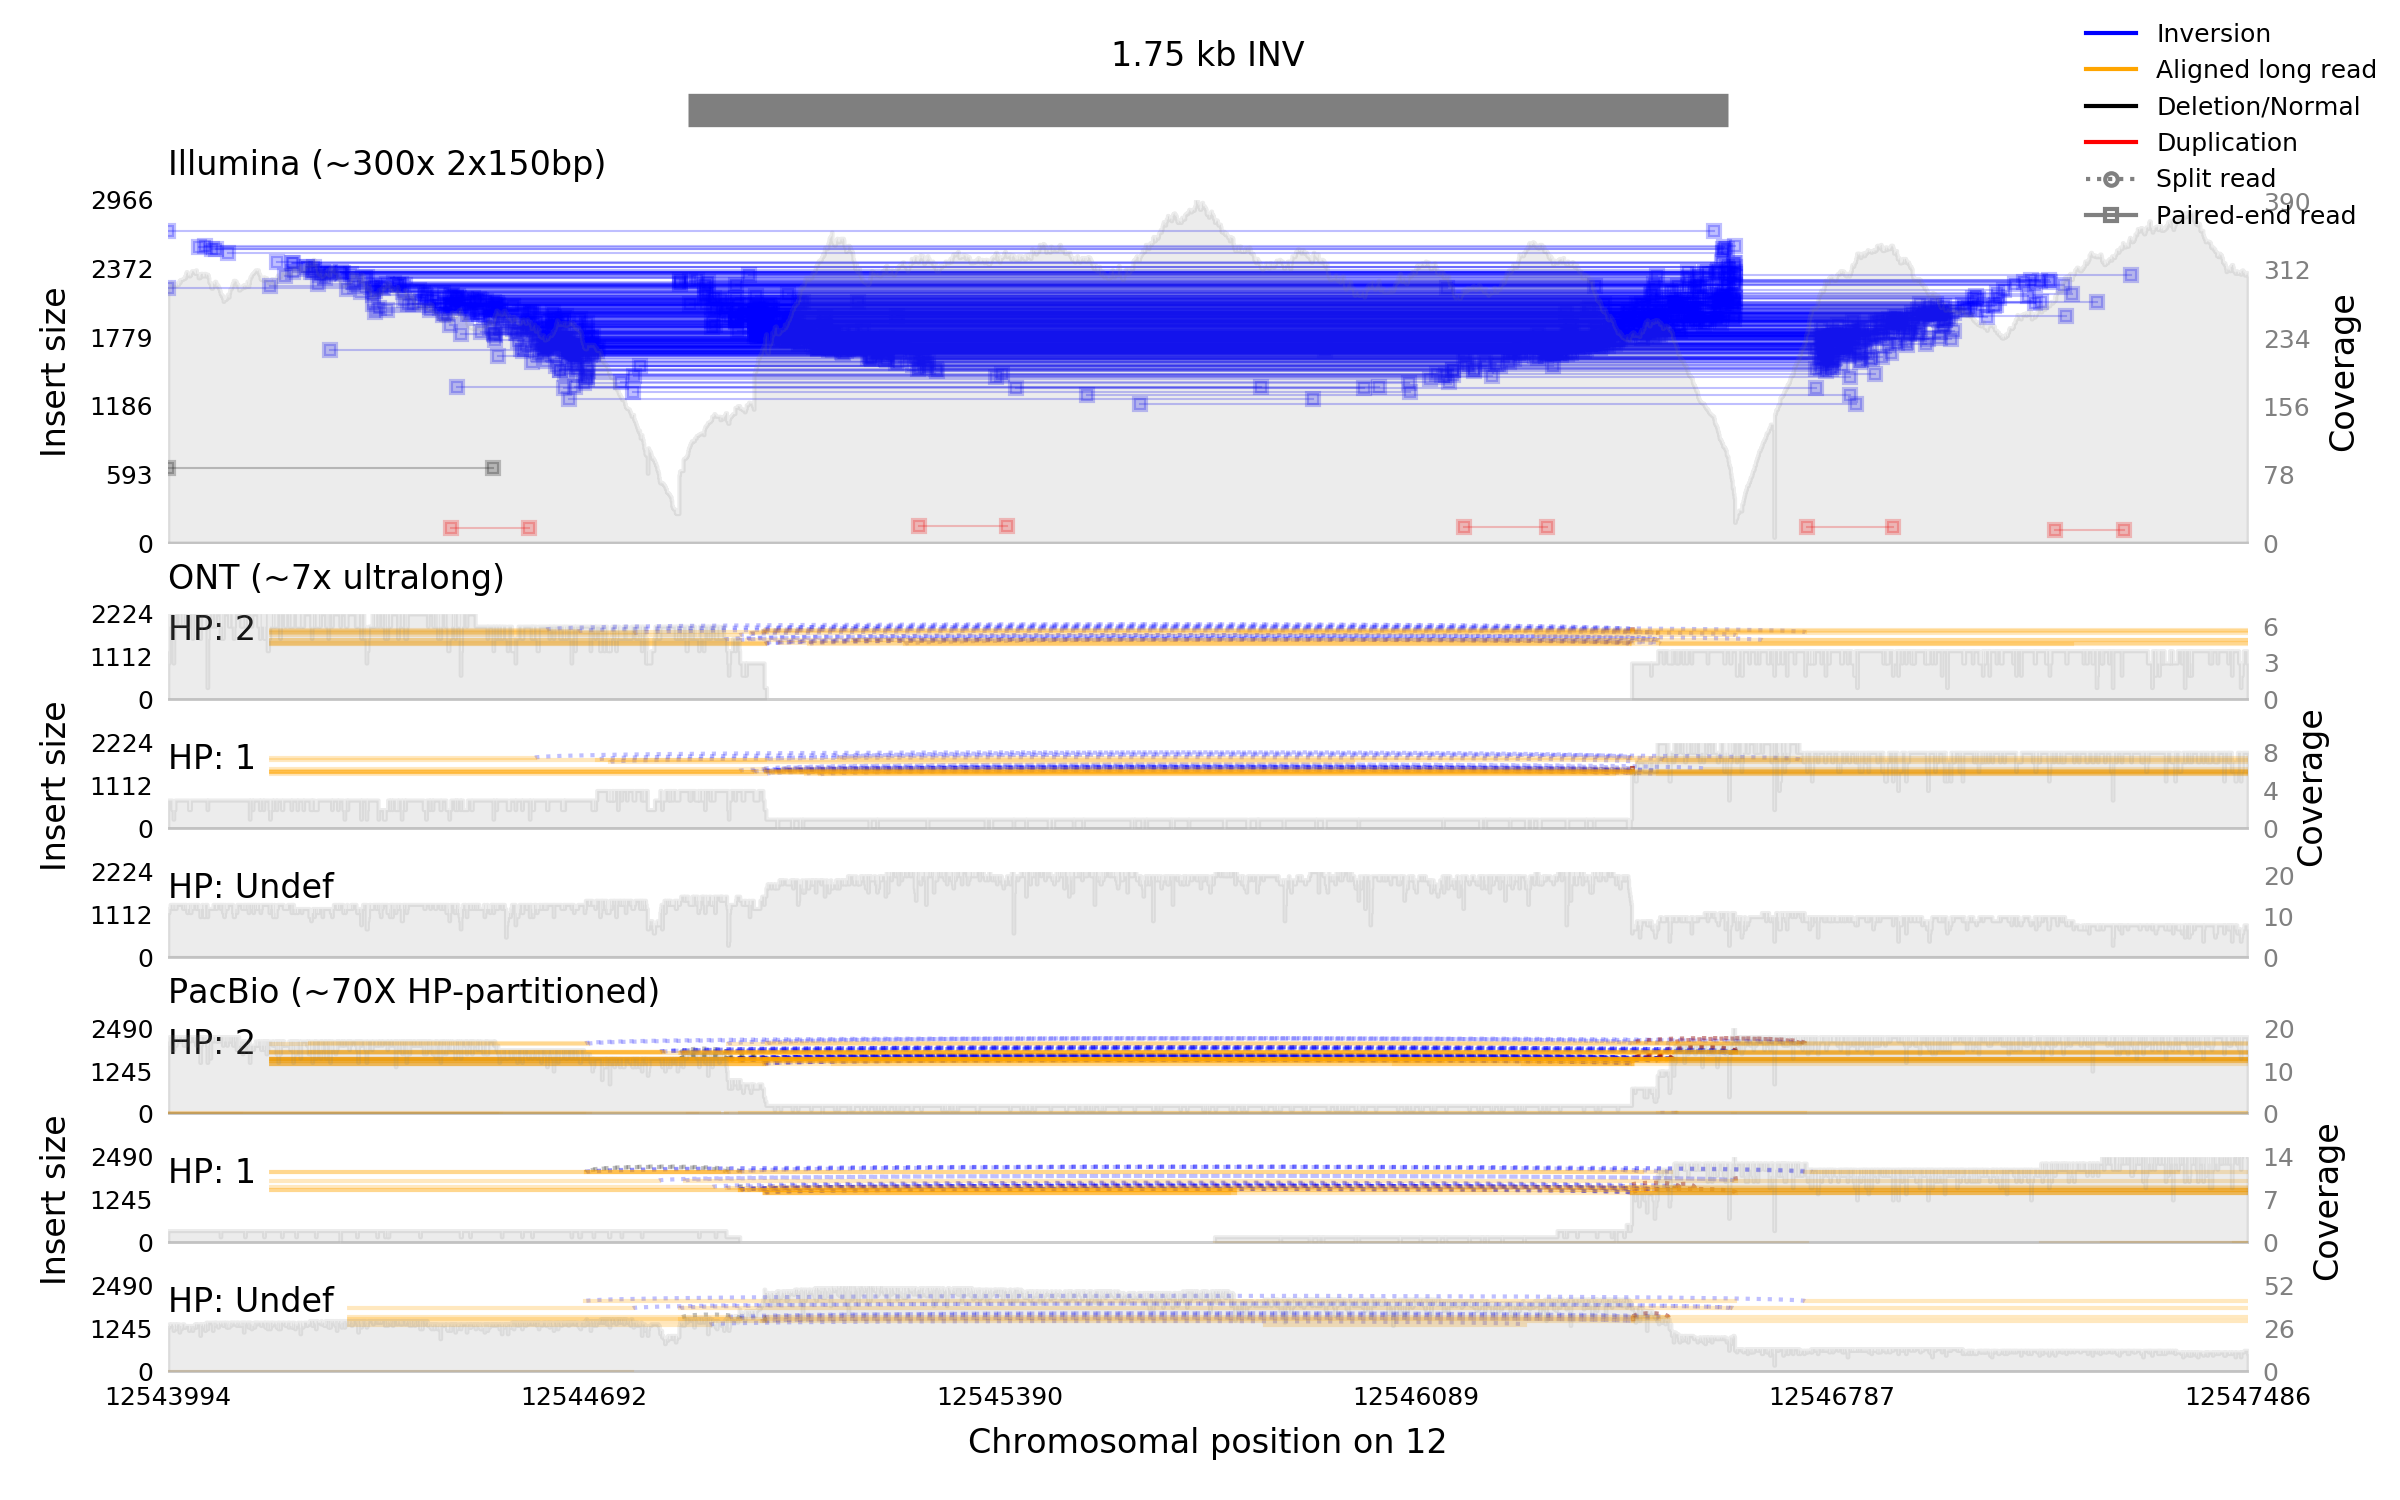 1.75 kb INV
Inversion
Aligned long read
Deletion/Normal
Duplication
Split read
Paired-end read
Illumina (~300x 2x150bp)
Insert size
2966
2372
1779
1186
593
0
390
312
234
156
78
0
Coverage
ONT (~7x ultralong)
Insert size
HP: 2
2224
1112
0
6
3
0
HP: 1
2224
1112
0
8
4
0
Coverage
HP: Undef
2224
1112
0
20
10
0
PacBio (~70X HP-partitioned)
Insert size
HP: 2
2490
1245
0
20
10
0
HP: 1
2490
1245
0
14
7
0
Coverage
HP: Undef
2490
1245
0
52
26
0
12543994 12544692 12545390 12546089 12546787 12547486
Chromosomal position on 12